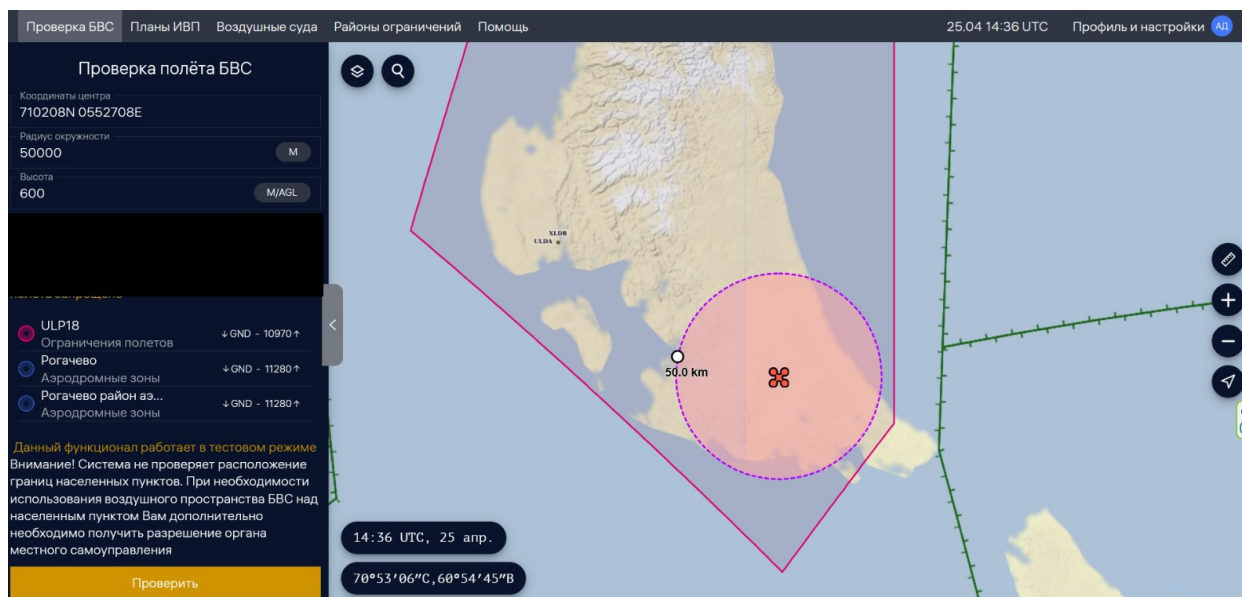 Проверка БВС Планы ИВП Воздушные суда Районы ограничений Помощь 25.04 14:36 UTC Профиль и настройки АД
Проверка полёта БВС
Координаты центра
710208N 0552708E
Радиус окружности
50000 М
Высота
600 M/AGL
ULP18
Ограничения полетов
↓GND - 10970↑
Рогачево
Аэродромные зоны
↓GND - 11280↑
Рогачево район аэ...
Аэродромные зоны
↓GND - 11280↑
Данный функционал работает в тестовом режиме
Внимание! Система не проверяет расположение
границ населенных пунктов. При необходимости
использования воздушного пространства БВС над
населенным пунктом Вам дополнительно
необходимо получить разрешение органа
местного самоуправления
Проверить
XLDR
ULDA
50.0 km
14:36 UTC, 25 апр.
70°53′06″С,60°54′45″В